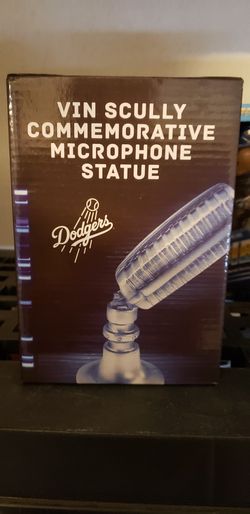 VIN SCULLY
COMMEMORATIVE
MICROPHONE
STATUE
Dodgers